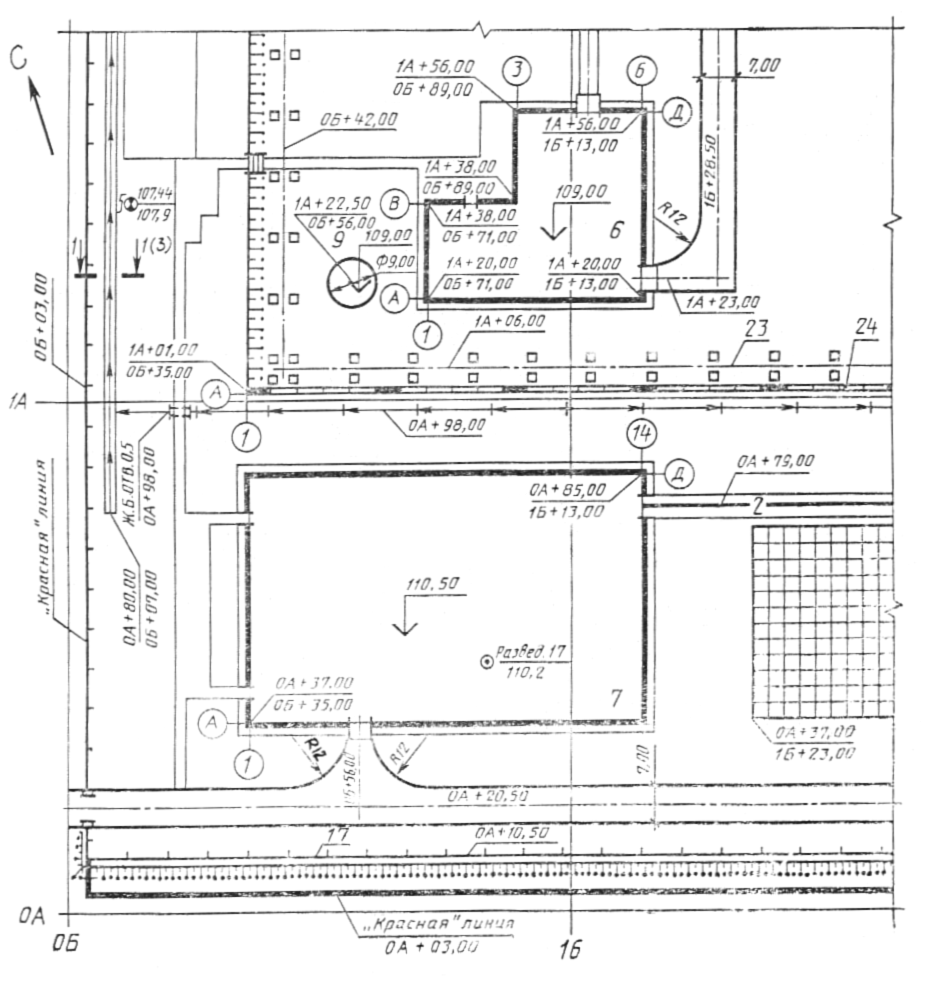 С
3
6
7,00
1А+56,00
0Б+89,00
Д
1А+56,00
1Б+13,00
0Б+42,00
1Б+28,50
1А+38,00
0Б+89,00
107,44
107,9
В
109,00
1А+22,50
0Б+56,00
1А+38,00
0Б+71,00
R12
1
1(3)
9
109,00
6
Ф9,00
1А+20,00
0Б+71,00
1А+20,00
1Б+13,00
А
1А+23,00
0Б+03,00
1
1А+06,00
23
24
1А+01,00
0Б+35,00
А
1А
0А+98,00
1
14
Ж.Б.ОТВ.0,5
0А+98,00
Д
0А+79,00
0А+85,00
1Б+13,00
2
„Красная" линия
0А+80,00
0Б+07,00
110,50
Развед.17
110,2
0А+37,00
0Б+35,00
7
А
0А+37,00
1Б+23,00
1
R12
R12
0Б+56,00
7,00
0А+20,50
17
0А+10,50
0А
„Красная" линия
0А+03,00
0Б
1Б